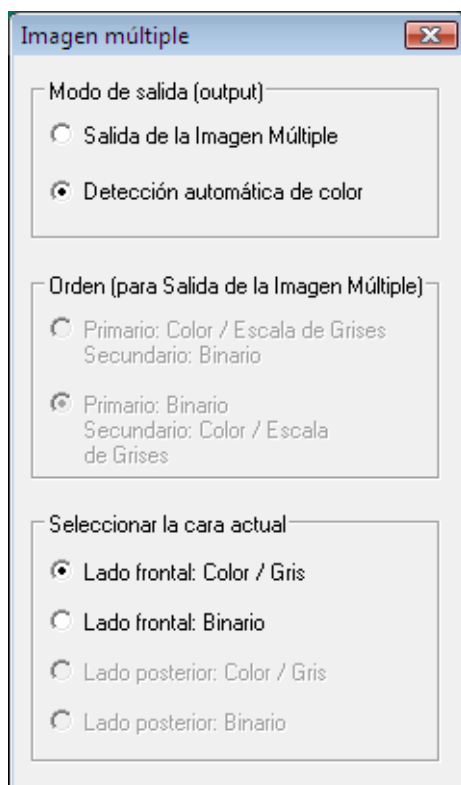 Imagen múltiple
Modo de salida (output)
Salida de la Imagen Múltiple
Detección automática de color
Orden (para Salida de la Imagen Múltiple)
Primario: Color / Escala de Grises
Secundario: Binario
Primario: Binario
Secundario: Color / Escala
de Grises
Seleccionar la cara actual
Lado frontal: Color / Gris
Lado frontal: Binario
Lado posterior: Color / Gris
Lado posterior: Binario